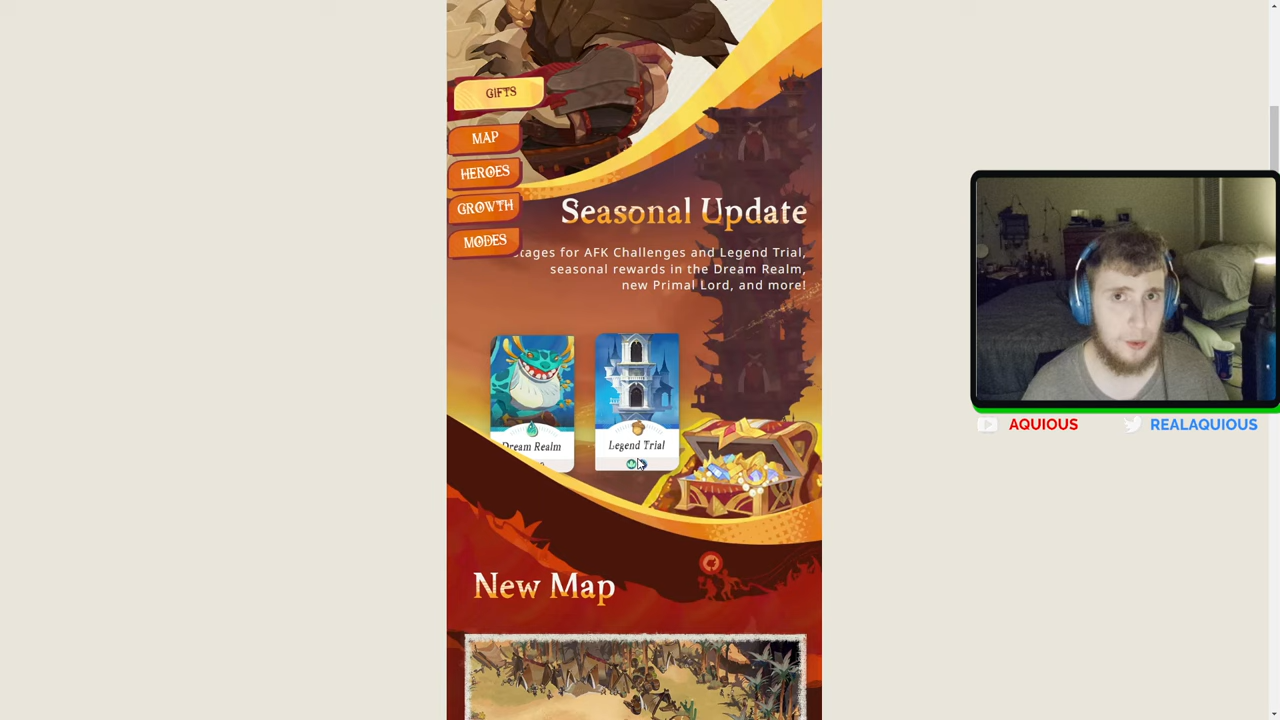 GIFTS
MAP
HEROES
GROWTH
MODES
Seasonal Update
stages for AFK Challenges and Legend Trial,
seasonal rewards in the Dream Realm,
new Primal Lord, and more!
Dream Realm
Legend Trial
New Map
AQUIOUS
REALAQUIOUS